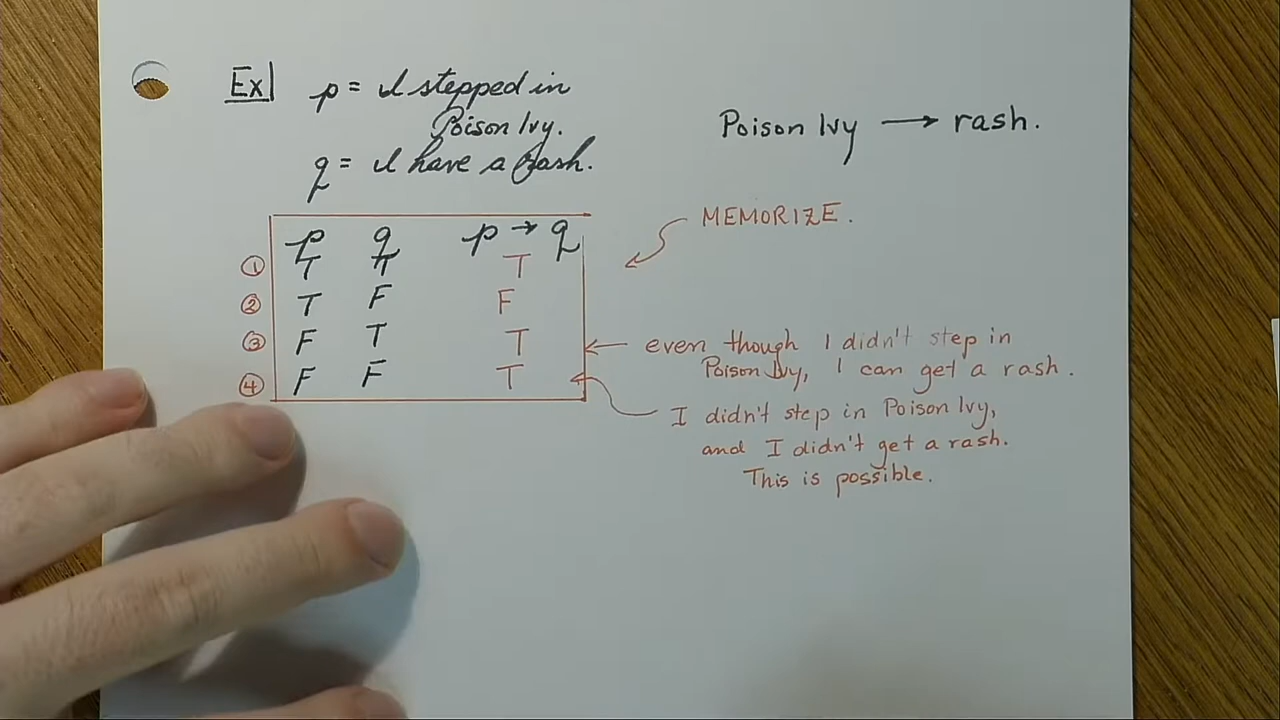 Ex] p = I stepped in
Poison Ivy.
q = I have a rash.
Poison Ivy → rash.
MEMORIZE.
p q p → q
① T T T
② T F F
③ F T T
④ F F T
even though I didn't step in
Poison Ivy, I can get a rash.
I didn't step in Poison Ivy,
and I didn't get a rash.
This is possible.